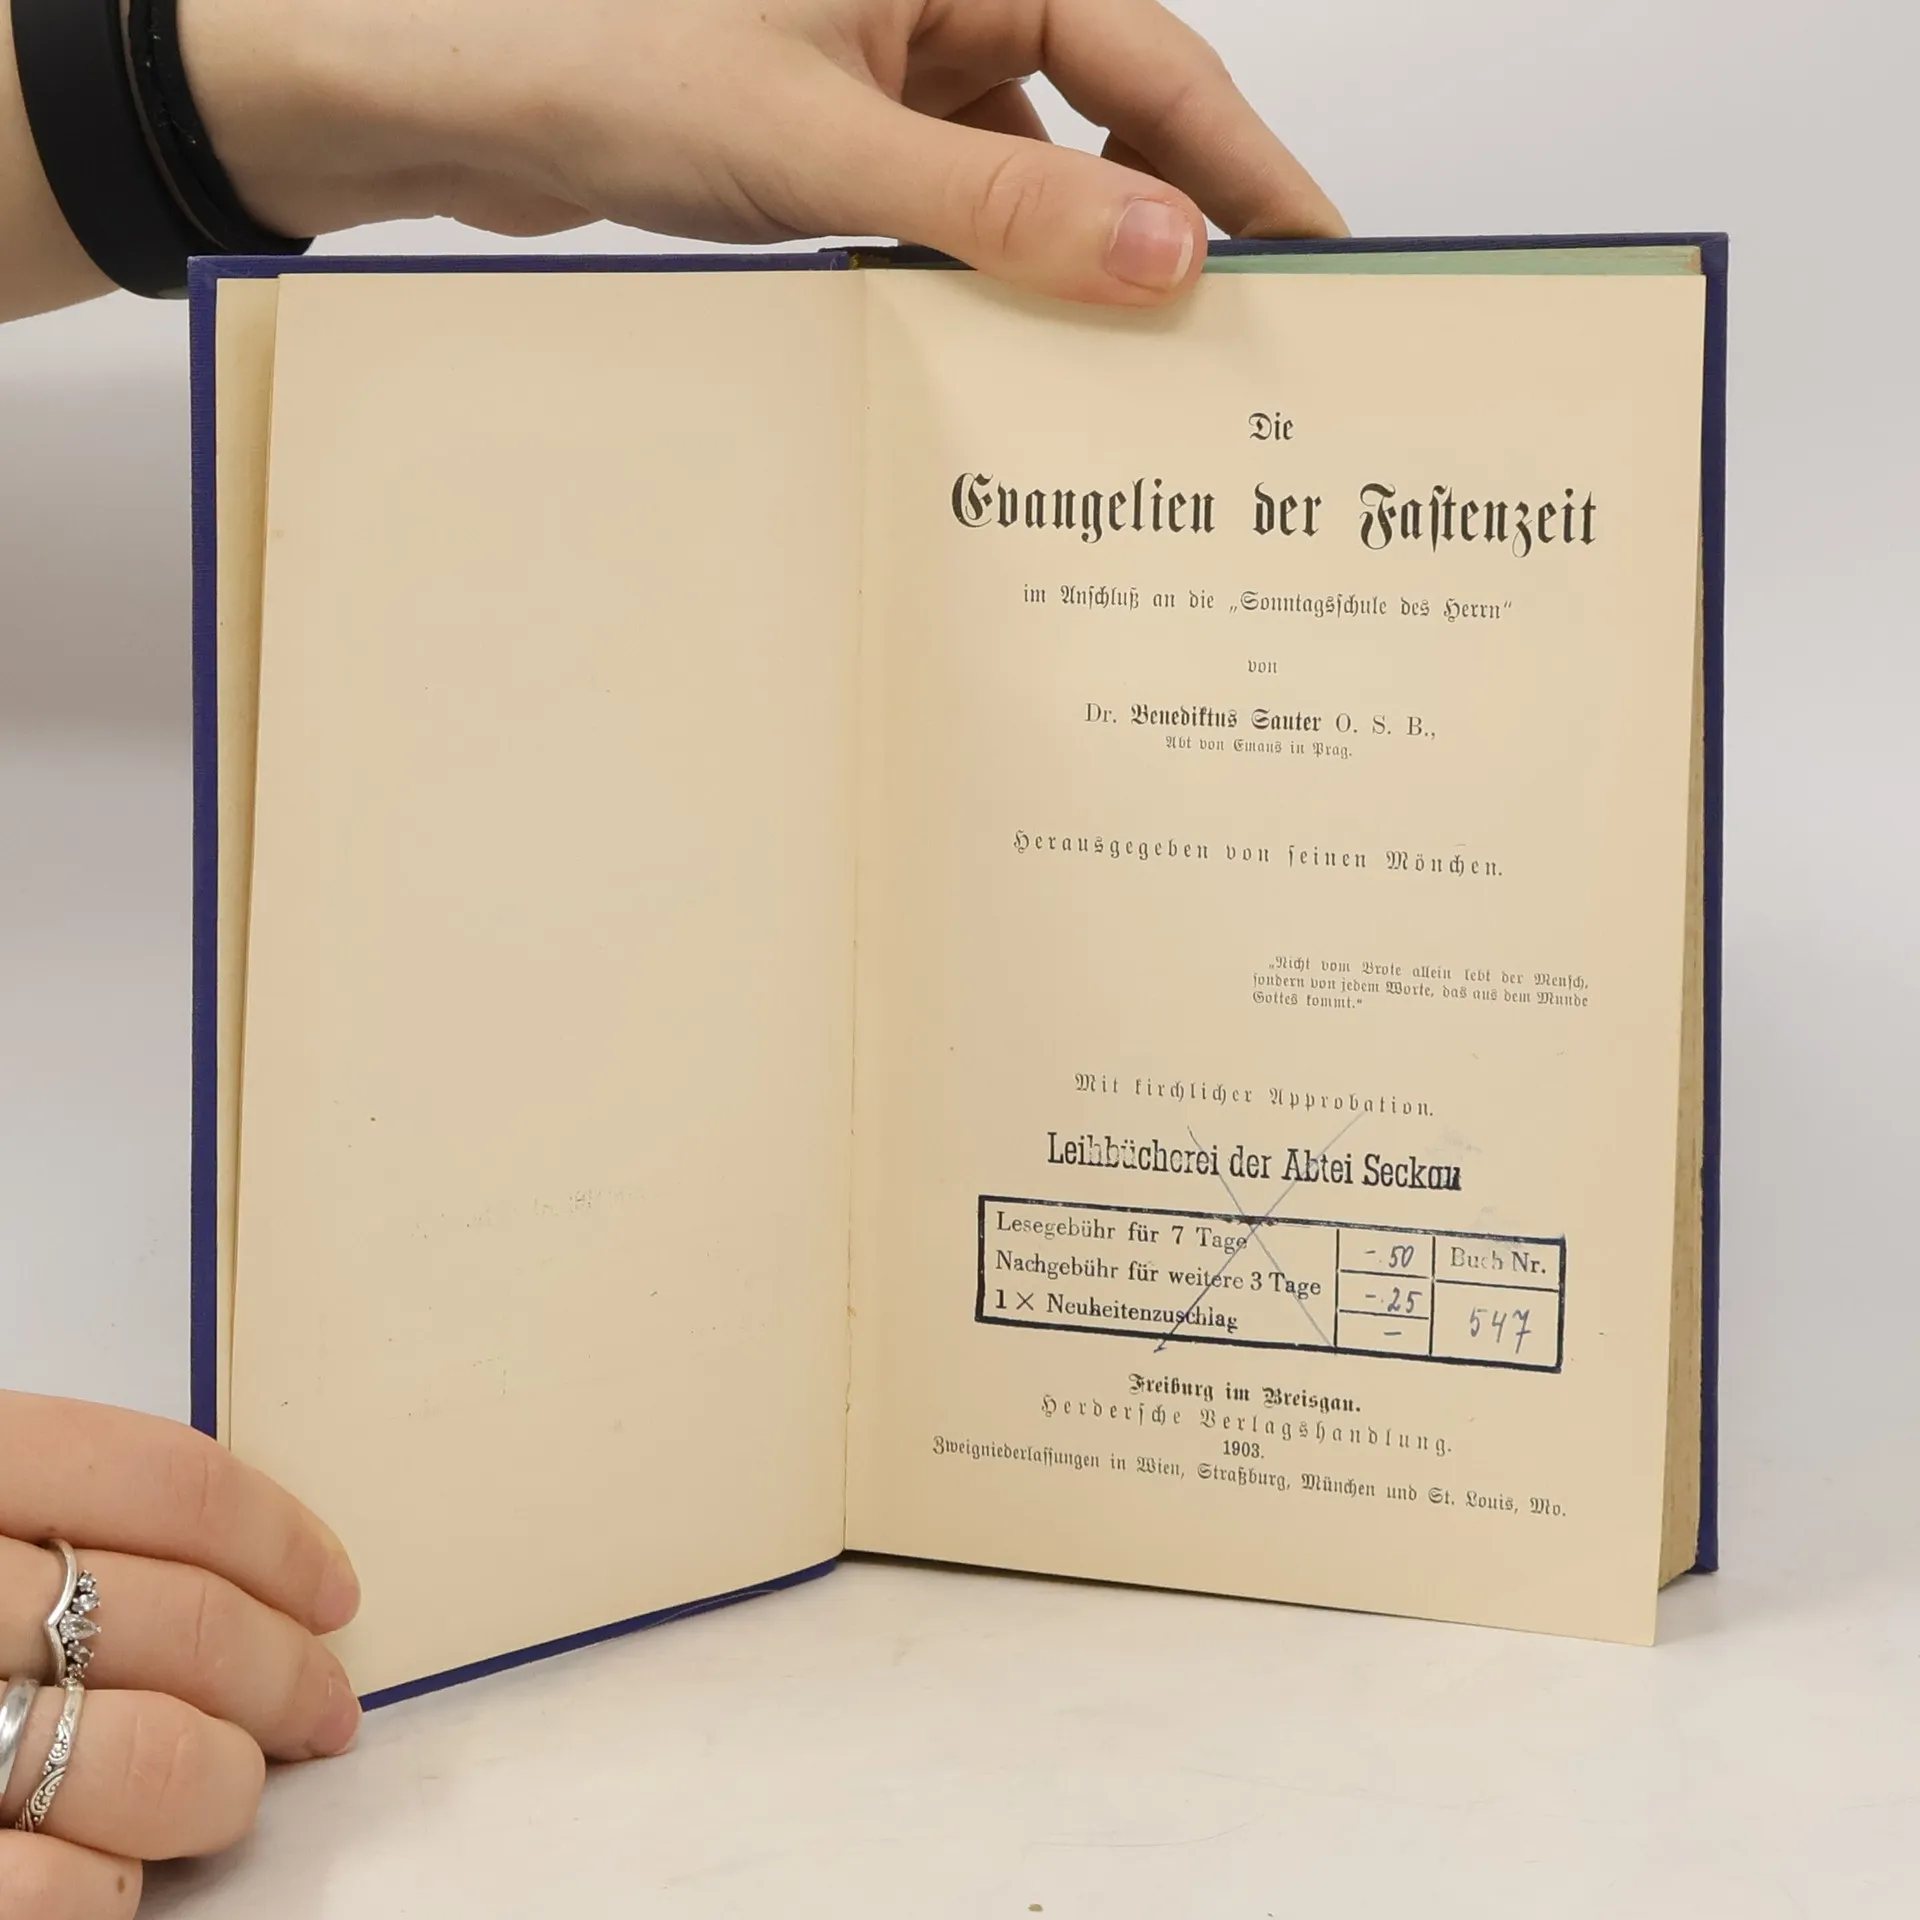 Die
Evangelien der Fastenzeit
im Anschluß an die „Sonntagsschule des Herrn“
von
Dr. Benediktus Sauter O. S. B.,
Abt von Emaus in Prag.
Herausgegeben von seinen Mönchen.
„Nicht vom Brote allein lebt der Mensch,
sondern von jedem Worte, das aus dem Munde
Gottes kommt.“
Mit kirchlicher Approbation.
Leihbücherei der Abtei Seckau
Lesegebühr für 7 Tage -.50 Buch Nr.
Nachgebühr für weitere 3 Tage -.25 547
1 × Neuheitenzuschlag –
Freiburg im Breisgau.
Herdersche Verlagshandlung.
1903.
Zweigniederlassungen in Wien, Straßburg, München und St. Louis, Mo.